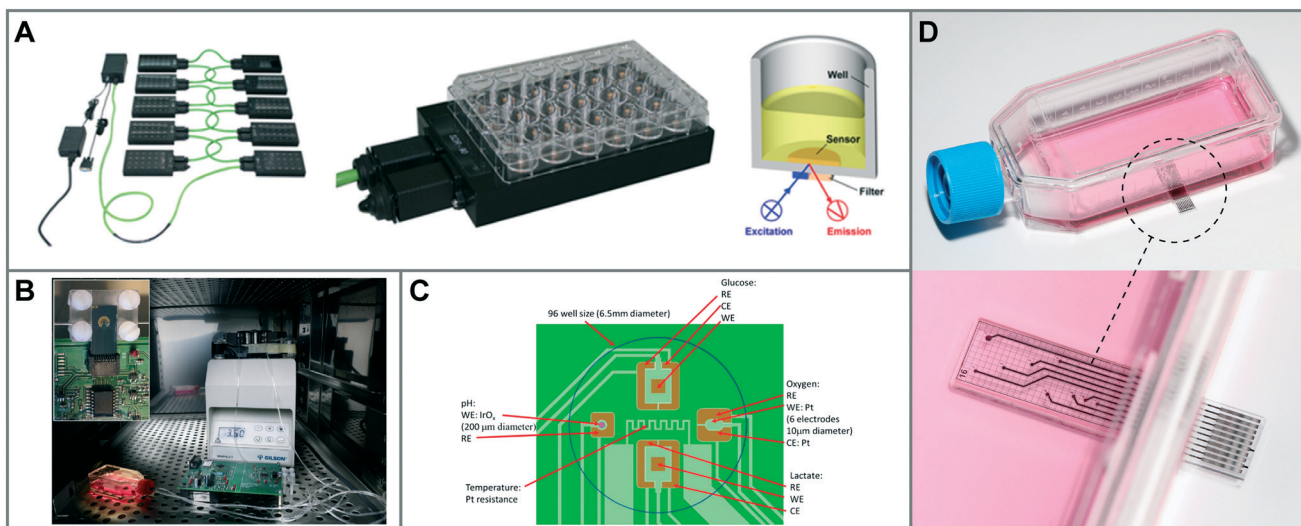 A
Well
Sensor
Filter
Excitation
Emission
B
GILSON
C
Glucose:
RE
CE
WE
96 well size (6.5mm diameter)
pH:
WE: IrOₓ
(200 µm diameter)
RE
Oxygen:
RE
WE: Pt
(6 electrodes
10µm diameter)
CE: Pt
Temperature:
Pt resistance
Lactate:
RE
WE
CE
D
16